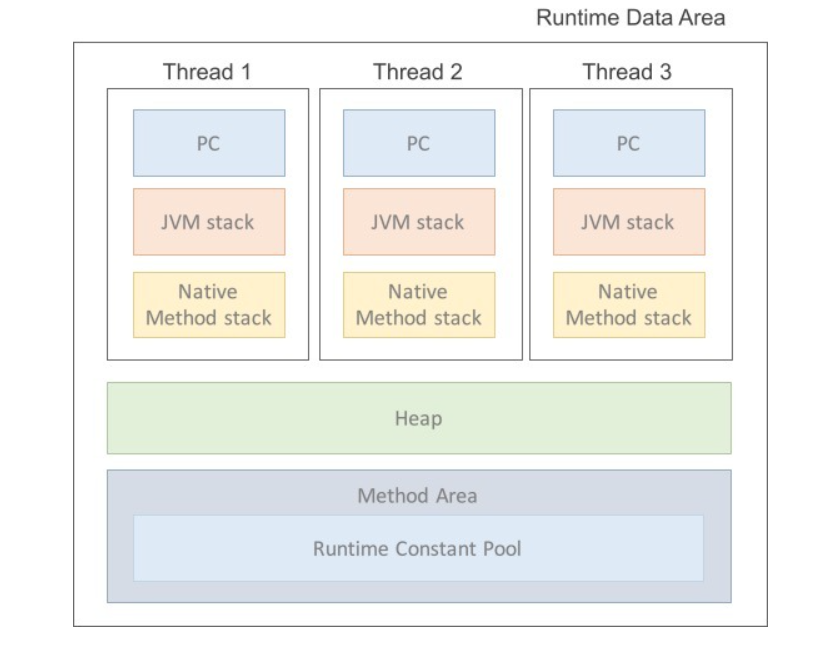 Runtime Data Area
Thread 1
Thread 2
Thread 3
PC
PC
PC
JVM stack
JVM stack
JVM stack
Native
Method stack
Native
Method stack
Native
Method stack
Heap
Method Area
Runtime Constant Pool